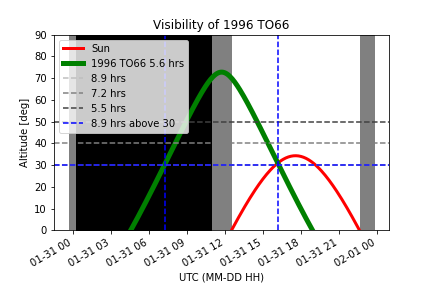 Visibility of 1996 TO66
Altitude [deg]
90
80
70
60
50
40
30
20
10
0
Sun
1996 TO66 5.6 hrs
8.9 hrs
7.2 hrs
5.5 hrs
8.9 hrs above 30
01-31 00
01-31 03
01-31 06
01-31 09
01-31 12
01-31 15
01-31 18
01-31 21
02-01 00
UTC (MM-DD HH)